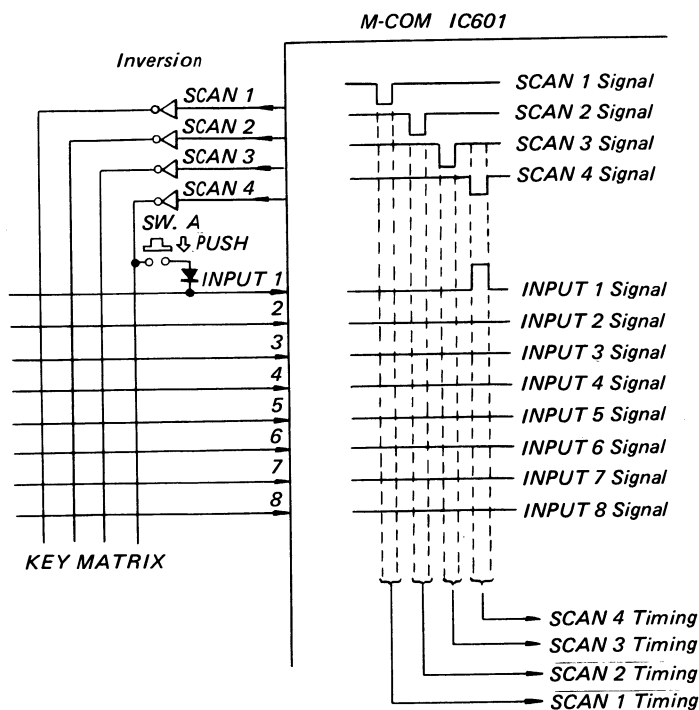 M-COM IC601
Inversion
SCAN 1
SCAN 2
SCAN 3
SCAN 4
SW. A
PUSH
INPUT 1
2
3
4
5
6
7
8
KEY MATRIX
SCAN 1 Signal
SCAN 2 Signal
SCAN 3 Signal
SCAN 4 Signal
INPUT 1 Signal
INPUT 2 Signal
INPUT 3 Signal
INPUT 4 Signal
INPUT 5 Signal
INPUT 6 Signal
INPUT 7 Signal
INPUT 8 Signal
SCAN 4 Timing
SCAN 3 Timing
SCAN 2 Timing
SCAN 1 Timing